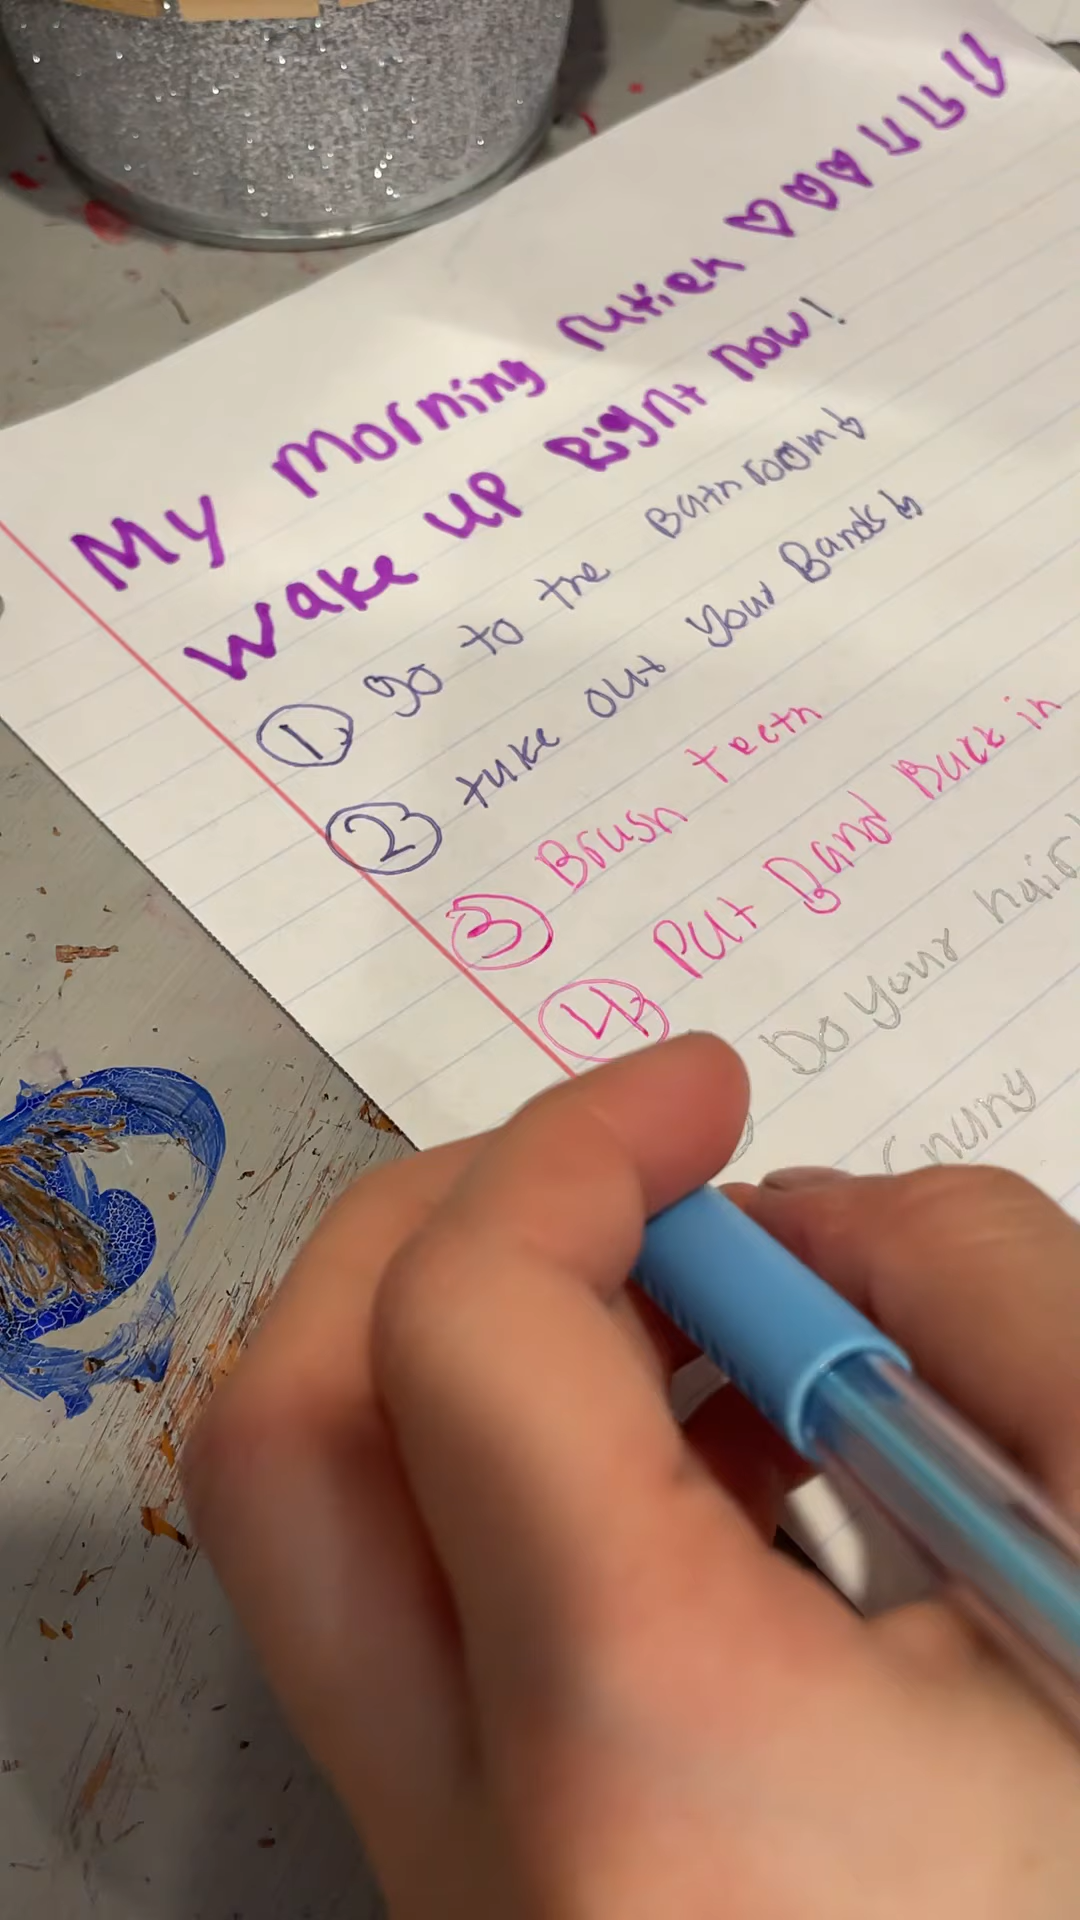 My morning rutien ♡♡♡
wake up Right now!
1 go to the Bathroom
2 take out your Bands
3 Brush teeth
4 Put Band Back in
Do your hair